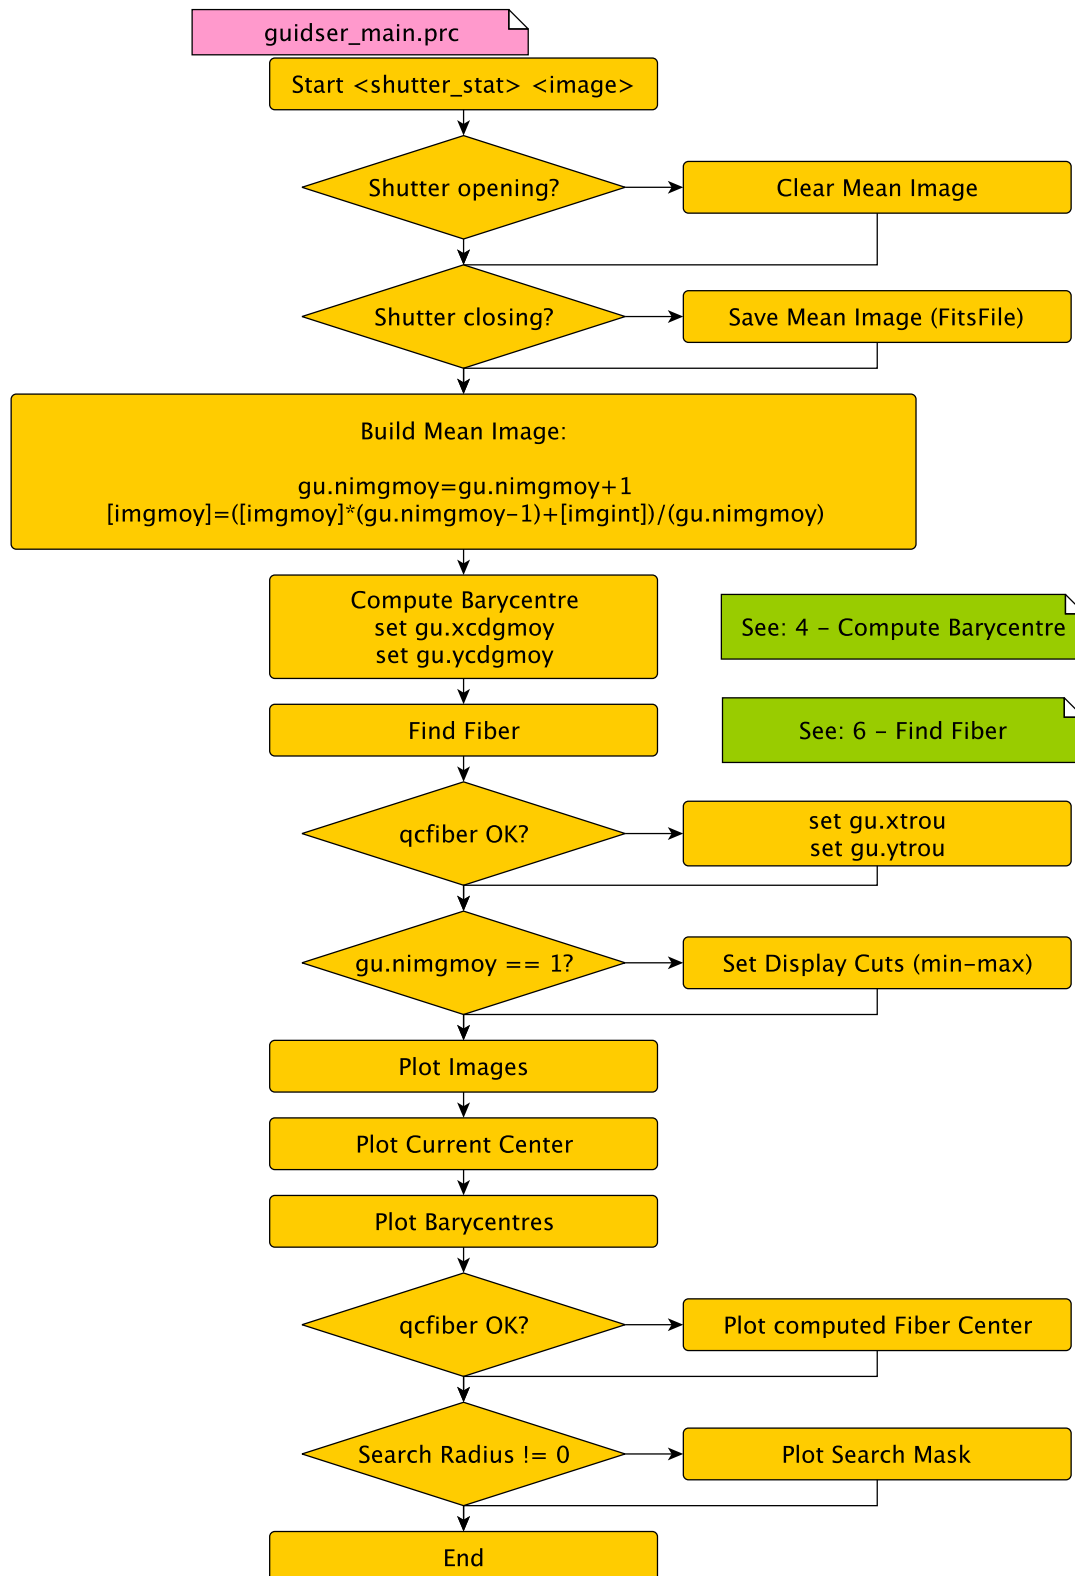 guidser_main.prc
Start <shutter_stat> <image>
Shutter opening?
Clear Mean Image
Shutter closing?
Save Mean Image (FitsFile)
Build Mean Image:
gu.nimgmoy=gu.nimgmoy+1
[imgmoy]=([imgmoy]*(gu.nimgmoy-1)+[imgint])/(gu.nimgmoy)
Compute Barycentre
set gu.xcdgmoy
set gu.ycdgmoy
See: 4 - Compute Barycentre
Find Fiber
See: 6 - Find Fiber
qcfiber OK?
set gu.xtrou
set gu.ytrou
gu.nimgmoy == 1?
Set Display Cuts (min-max)
Plot Images
Plot Current Center
Plot Barycentres
qcfiber OK?
Plot computed Fiber Center
Search Radius != 0
Plot Search Mask
End